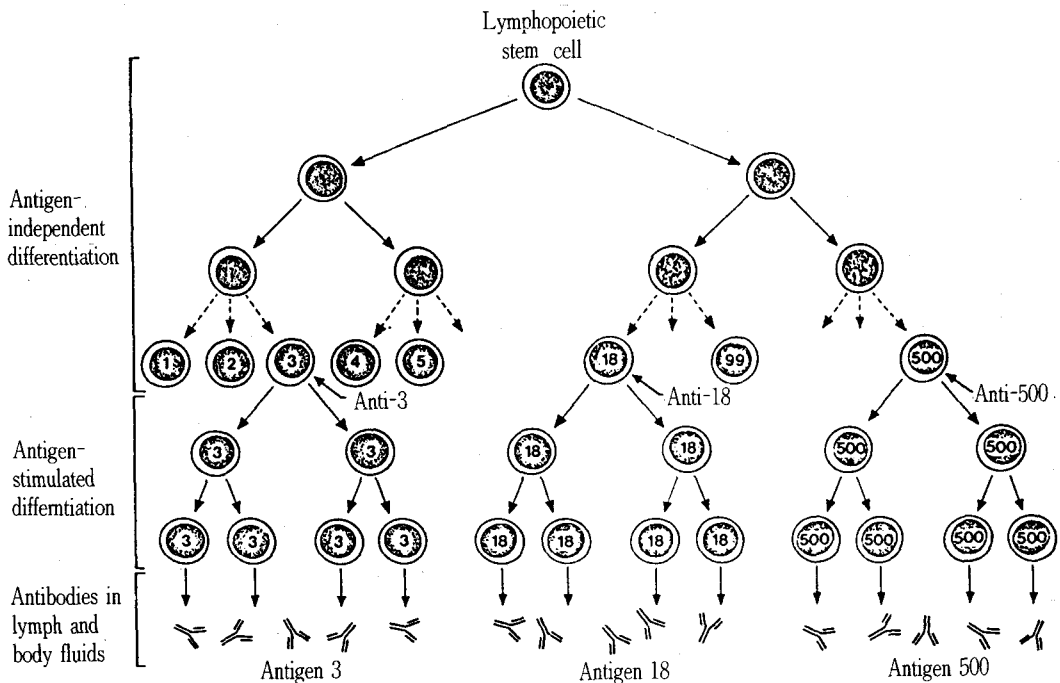 Lymphopoietic
stem cell
Antigen-
independent
differentiation
1 2 3 4 5 18 99 500
Anti-3 Anti-18 Anti-500
Antigen-
stimulated
differntiation
3 3 18 18 500 500
3 3 3 3 18 18 18 18 500 500 500 500
Antibodies in
lymph and
body fluids
Antigen 3 Antigen 18 Antigen 500